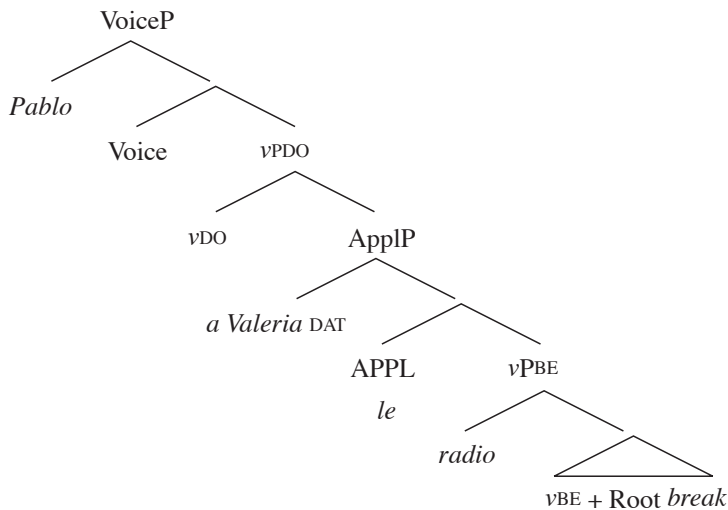 VoiceP
Pablo
Voice
vPDO
vDO
ApplP
a Valeria DAT
APPL
vPBE
le
radio
vBE + Root break